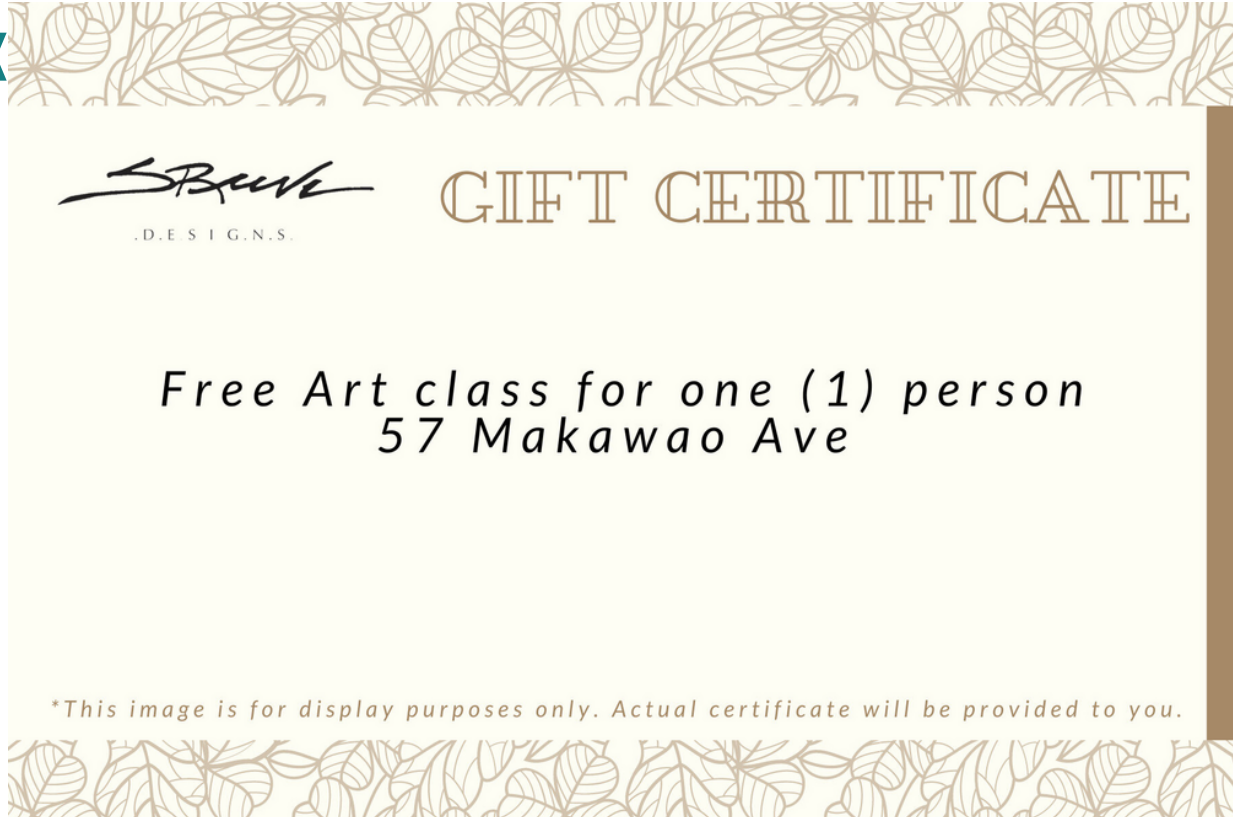 GIFT CERTIFICATE
.D.E.S I G.N.S.
Free Art class for one (1) person
57 Makawao Ave
*This image is for display purposes only. Actual certificate will be provided to you.